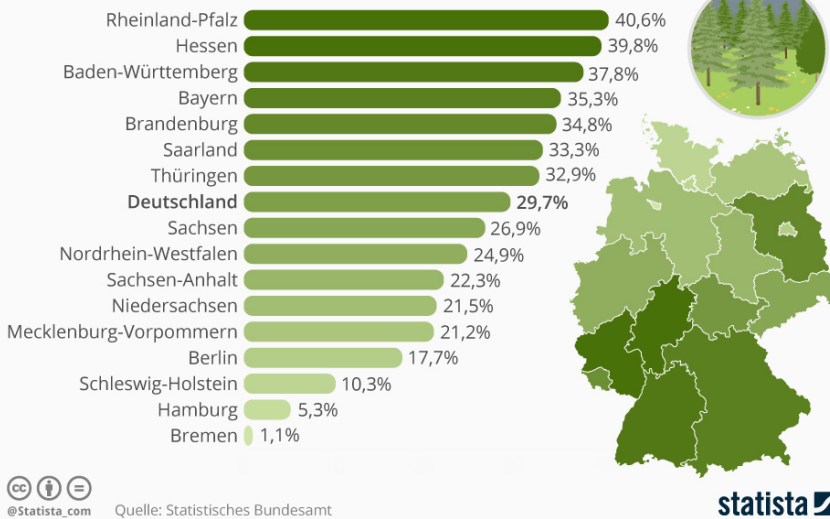 Rheinland-Pfalz 40,6%
Hessen 39,8%
Baden-Württemberg 37,8%
Bayern 35,3%
Brandenburg 34,8%
Saarland 33,3%
Thüringen 32,9%
Deutschland 29,7%
Sachsen 26,9%
Nordrhein-Westfalen 24,9%
Sachsen-Anhalt 22,3%
Niedersachsen 21,5%
Mecklenburg-Vorpommern 21,2%
Berlin 17,7%
Schleswig-Holstein 10,3%
Hamburg 5,3%
Bremen 1,1%
cc
@Statista_com Quelle: Statistisches Bundesamt
statista